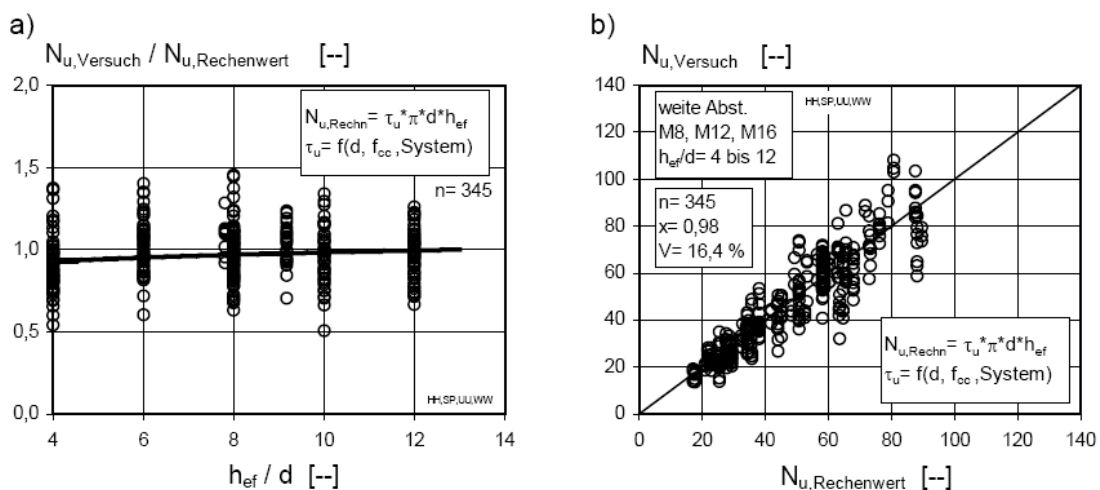 a)
N_u,Versuch / N_u,Rechenwert [--]
2,0
1,5
1,0
0,5
0,0
N_u,Rechn= τ_u*π*d*h_ef
τ_u= f(d, f_cc ,System)
n= 345
HH,SP,UU,WW
4 6 8 10 12 14
h_ef / d [--]
b)
N_u,Versuch [--]
140
120
100
80
60
40
20
0
weite Abst.
M8, M12, M16
h_ef/d= 4 bis 12
HH,SP,UU,WW
n= 345
x= 0,98
V= 16,4 %
N_u,Rechn= τ_u*π*d*h_ef
τ_u= f(d, f_cc ,System)
0 20 40 60 80 100 120 140
N_u,Rechenwert [--]